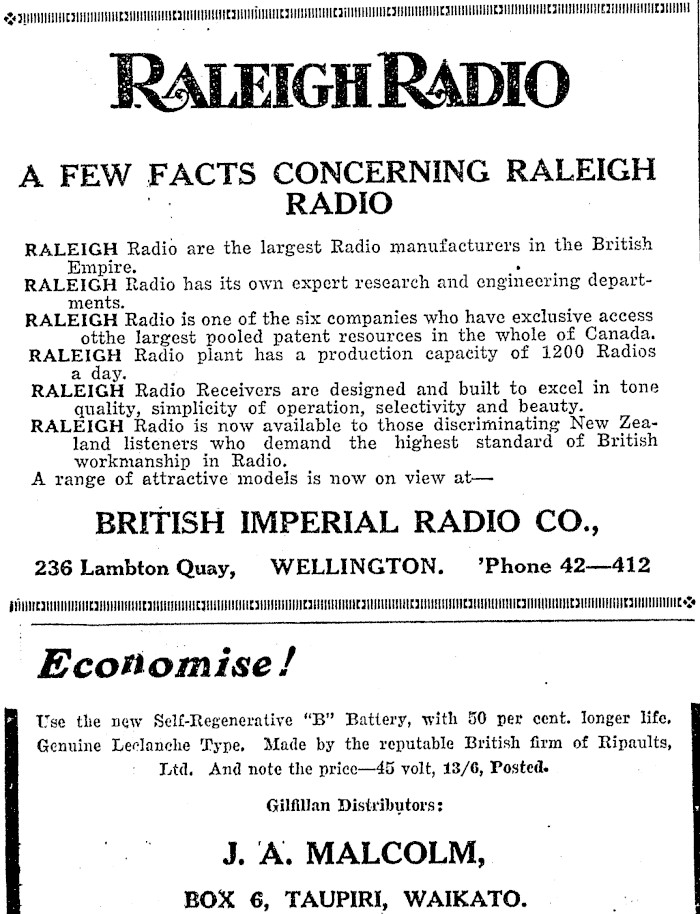 RALEIGH RADIO
A FEW FACTS CONCERNING RALEIGH
RADIO
RALEIGH Radio are the largest Radio manufacturers in the British
Empire.
RALEIGH Radio has its own expert research and engineering depart-
ments.
RALEIGH Radio is one of the six companies who have exclusive access
otthe largest pooled patent resources in the whole of Canada.
RALEIGH Radio plant has a production capacity of 1200 Radios
a day.
RALEIGH Radio Receivers are designed and built to excel in tone
quality, simplicity of operation, selectivity and beauty.
RALEIGH Radio is now available to those discriminating New Zea-
land listeners who demand the highest standard of British
workmanship in Radio.
A range of attractive models is now on view at—
BRITISH IMPERIAL RADIO CO.,
236 Lambton Quay, WELLINGTON. 'Phone 42—412
Economise!
Use the new Self-Regenerative "B" Battery, with 50 per cent. longer life.
Genuine Leclanche Type. Made by the reputable British firm of Ripaults,
Ltd. And note the price—45 volt, 13/6, Posted.
Gilfillan Distributors:
J. A. MALCOLM,
BOX 6, TAUPIRI, WAIKATO.